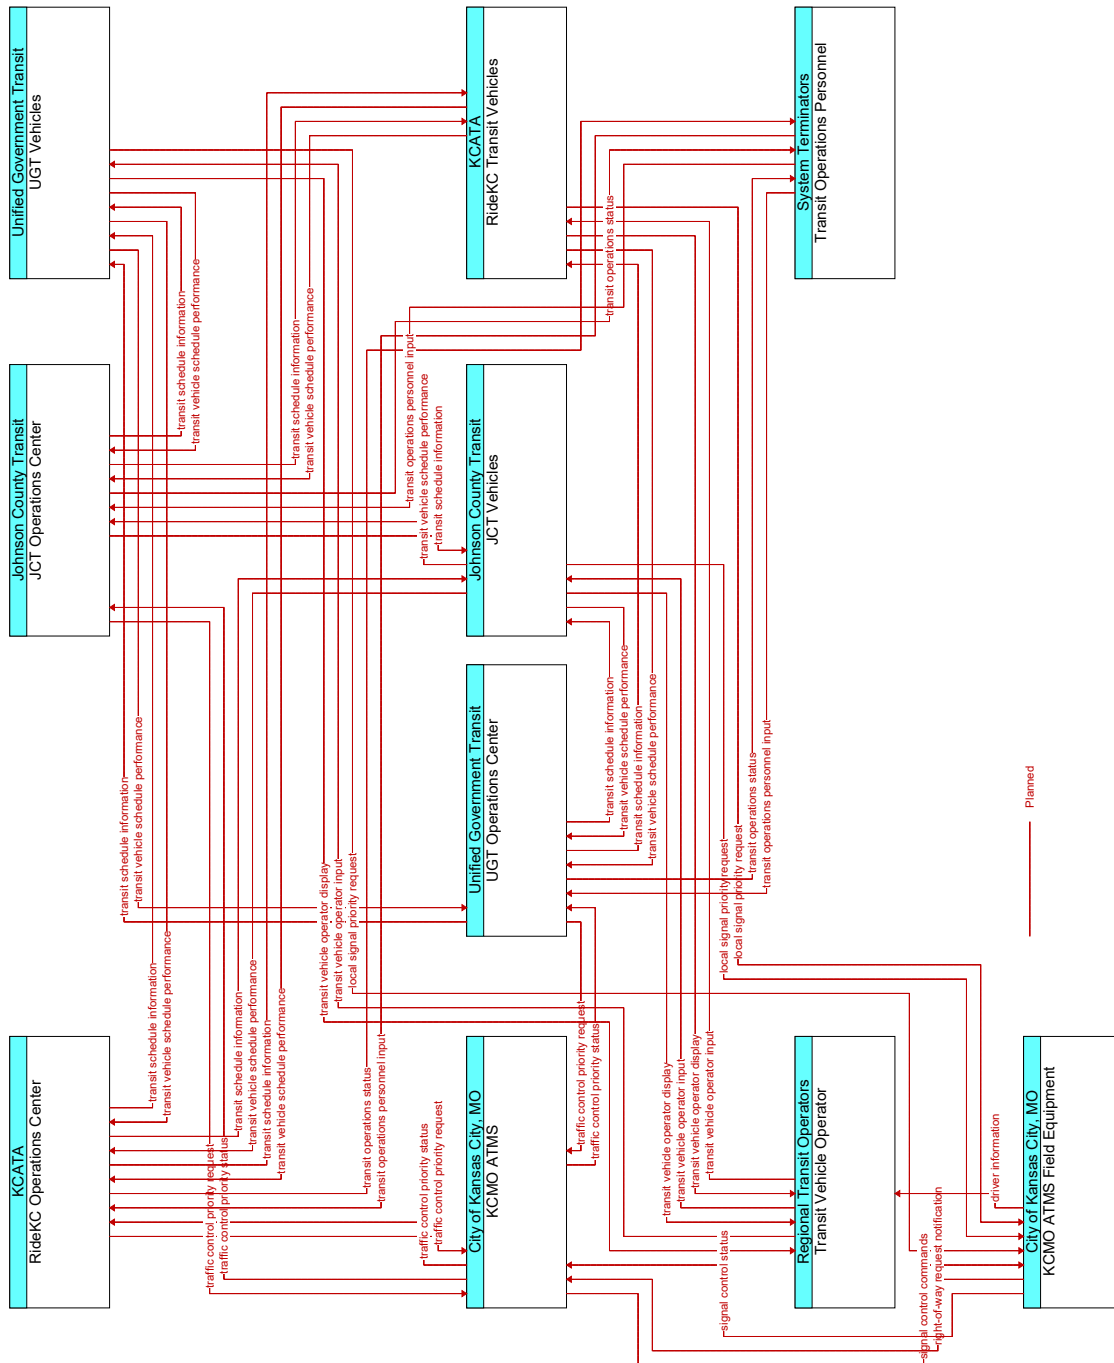 Unified Government Transit
UGT Vehicles
KCATA
RideKC Transit Vehicles
System Terminators
Transit Operations Personnel
Johnson County Transit
JCT Operations Center
Johnson County Transit
JCT Vehicles
Unified Government Transit
UGT Operations Center
KCATA
RideKC Operations Center
City of Kansas City, MO
KCMO ATMS
Regional Transit Operators
Transit Vehicle Operator
City of Kansas City, MO
KCMO ATMS Field Equipment
transit schedule information
transit vehicle schedule performance
transit schedule information
transit vehicle schedule performance
transit operations status
transit operations personnel input
transit vehicle schedule performance
transit schedule information
transit schedule information
transit vehicle schedule performance
transit schedule information
transit vehicle schedule performance
transit schedule information
transit vehicle schedule performance
transit operations status
transit operations personnel input
local signal priority request
local signal priority request
transit vehicle operator display
transit vehicle operator input
local signal priority request
transit schedule information
transit vehicle schedule performance
transit schedule information
transit vehicle schedule performance
transit schedule information
transit vehicle schedule performance
transit operations status
transit operations personnel input
traffic control priority request
traffic control priority status
traffic control priority status
traffic control priority request
traffic control priority request
traffic control priority status
transit vehicle operator display
transit vehicle operator input
transit vehicle operator display
transit vehicle operator input
driver information
signal control status
signal control commands
right-of-way request notification
Planned